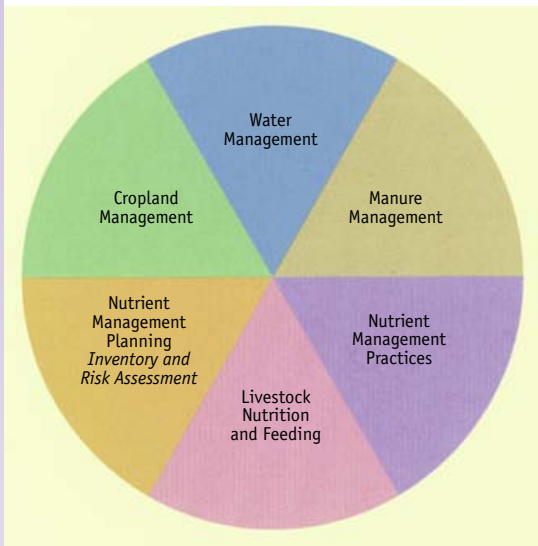 Water
Management
Manure
Management
Nutrient
Management
Practices
Livestock
Nutrition
and Feeding
Nutrient
Management
Planning
Inventory and
Risk Assessment
Cropland
Management